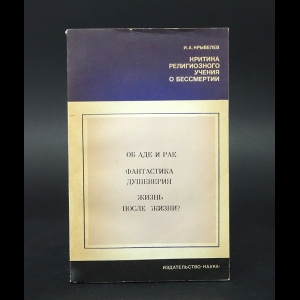 И.А.КРЫВЕЛЕВ
КРИТИКА
РЕЛИГИОЗНОГО
УЧЕНИЯ
О БЕССМЕРТИИ
ОБ АДЕ И РАЕ
ФАНТАСТИКА
ДУШЕВЕРИЯ
ЖИЗНЬ
ПОСЛЕ ЖИЗНИ?
ИЗДАТЕЛЬСТВО «НАУКА»